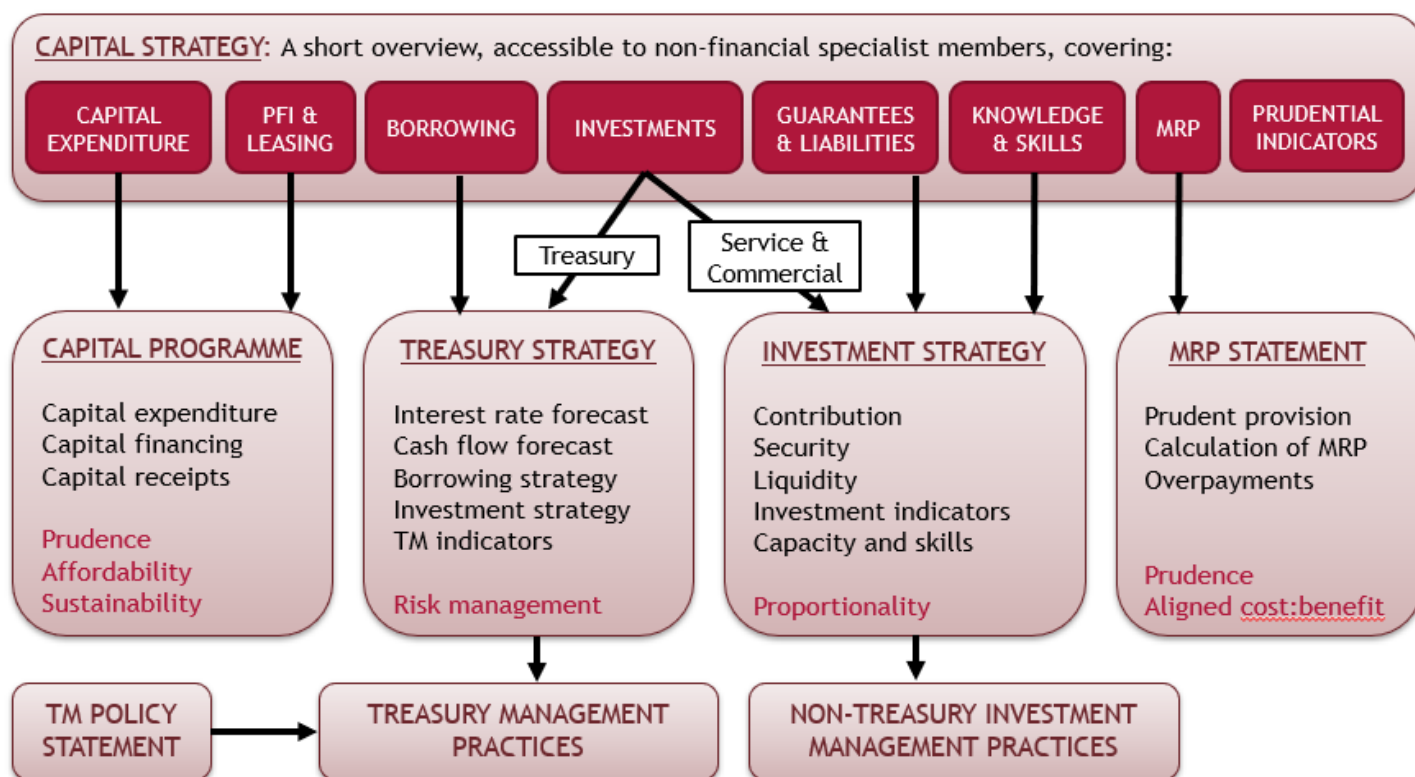 CAPITAL STRATEGY: A short overview, accessible to non-financial specialist members, covering:
CAPITAL
EXPENDITURE
PFI &
LEASING
BORROWING
INVESTMENTS
GUARANTEES
& LIABILITIES
KNOWLEDGE
& SKILLS
MRP
PRUDENTIAL
INDICATORS
Treasury
Service &
Commercial
CAPITAL PROGRAMME
Capital expenditure
Capital financing
Capital receipts
Prudence
Affordability
Sustainability
TREASURY STRATEGY
Interest rate forecast
Cash flow forecast
Borrowing strategy
Investment strategy
TM indicators
Risk management
INVESTMENT STRATEGY
Contribution
Security
Liquidity
Investment indicators
Capacity and skills
Proportionality
MRP STATEMENT
Prudent provision
Calculation of MRP
Overpayments
Prudence
Aligned cost:benefit
TM POLICY
STATEMENT
TREASURY MANAGEMENT
PRACTICES
NON-TREASURY INVESTMENT
MANAGEMENT PRACTICES